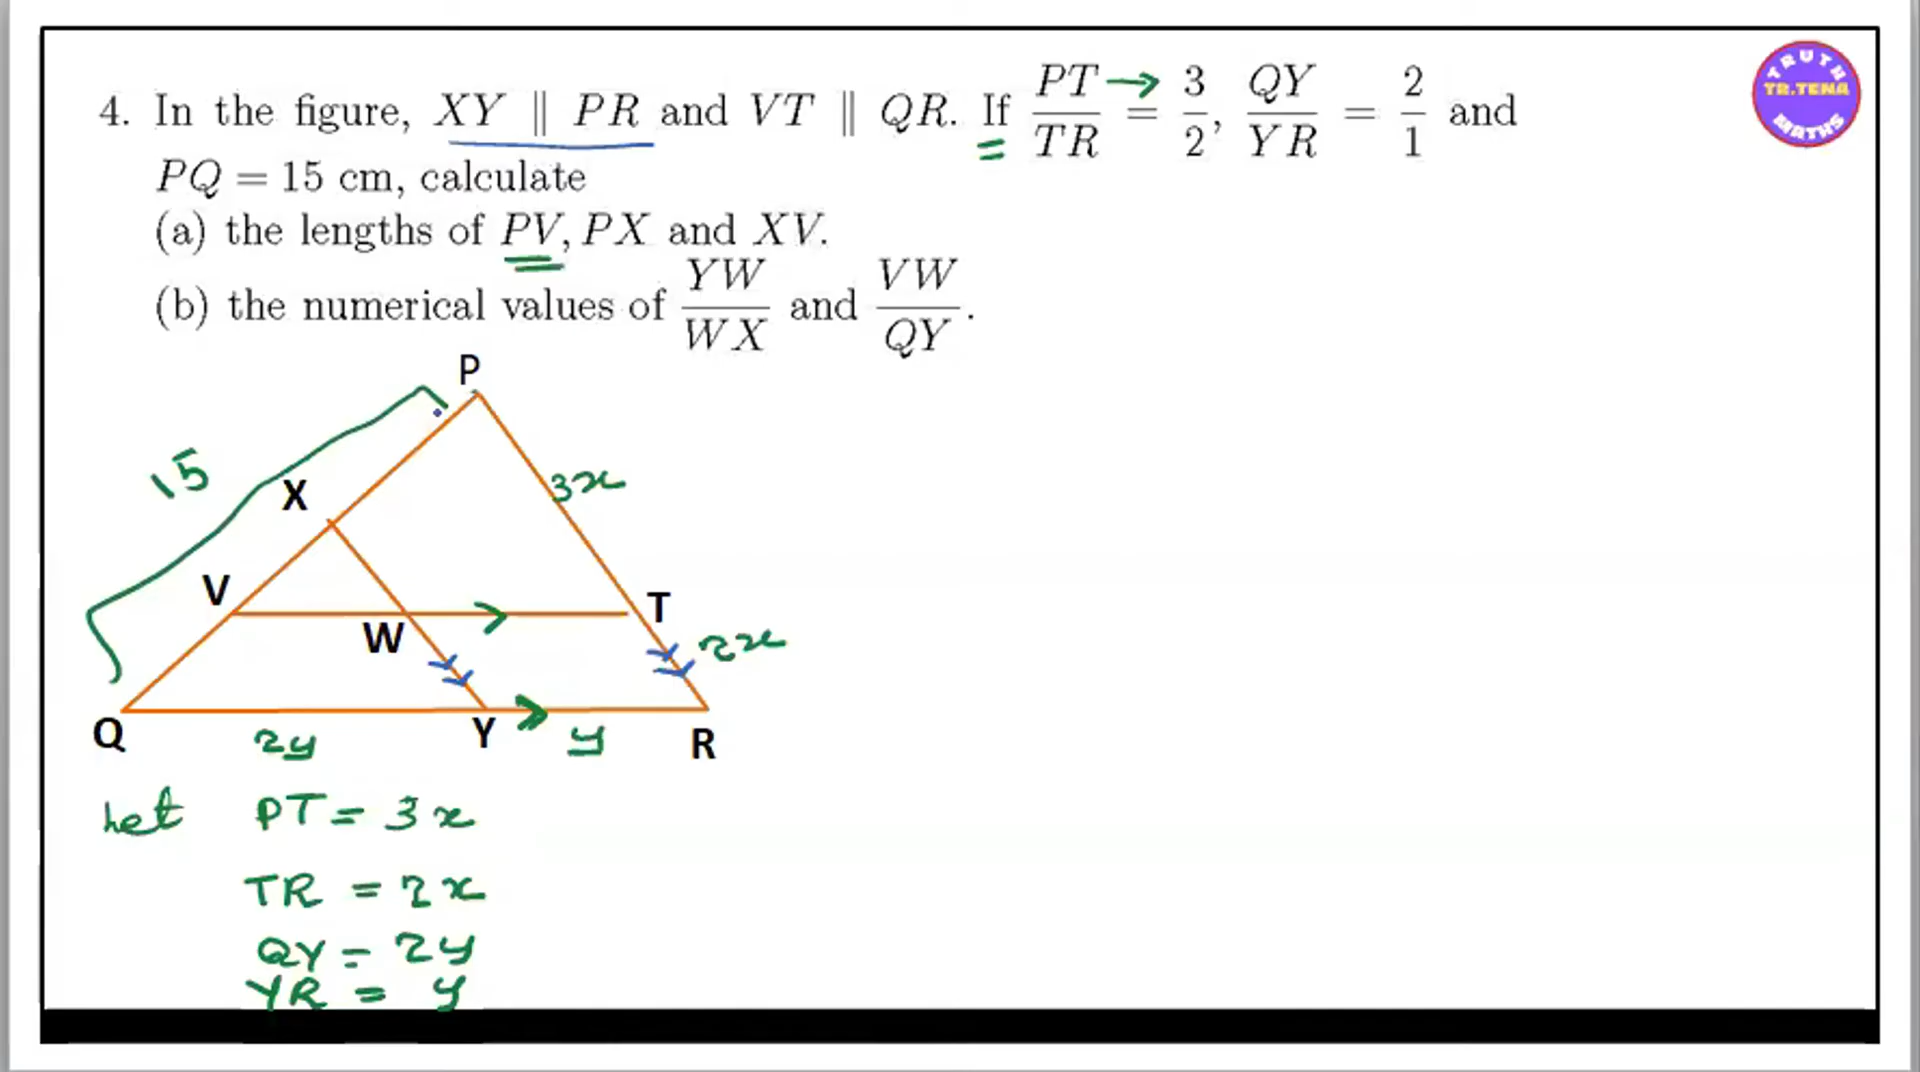 4. In the figure, XY ∥ PR and VT ∥ QR. If PT/TR = 3/2, QY/YR = 2/1 and
PQ = 15 cm, calculate
(a) the lengths of PV, PX and XV.
(b) the numerical values of YW/WX and VW/QY.
TRUTH
TR.TENA
MATHS
P
15
X
3x
V
T
W
2x
Q
Y
R
2y
y
Let PT = 3x
TR = 2x
QY = 2y
YR = y